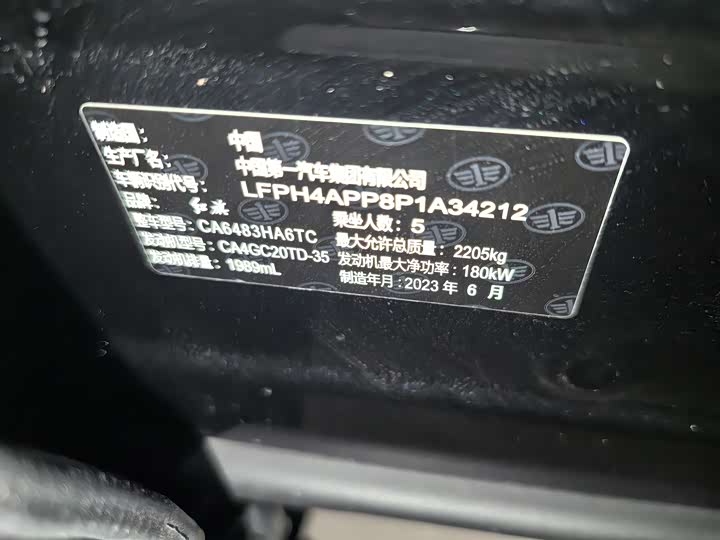 制造国： 中国
生产厂名： 中国第一汽车集团有限公司
车辆识别代号： LFPH4APP8P1A34212
品牌： 红旗 乘坐人数：5
整车型号：CA6483HA6TC 最大允许总质量：2205kg
发动机型号：CA4GC20TD-35 发动机最大净功率：180kW
发动机排量：1989mL 制造年月：2023 年 6 月